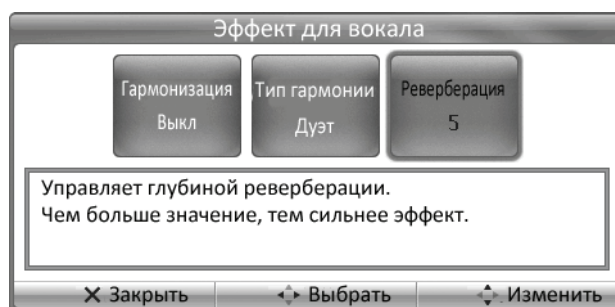 Эффект для вокала
Гармонизация
Выкл
Тип гармонии
Дуэт
Реверберация
5
Управляет глубиной реверберации.
Чем больше значение, тем сильнее эффект.
Закрыть Выбрать Изменить